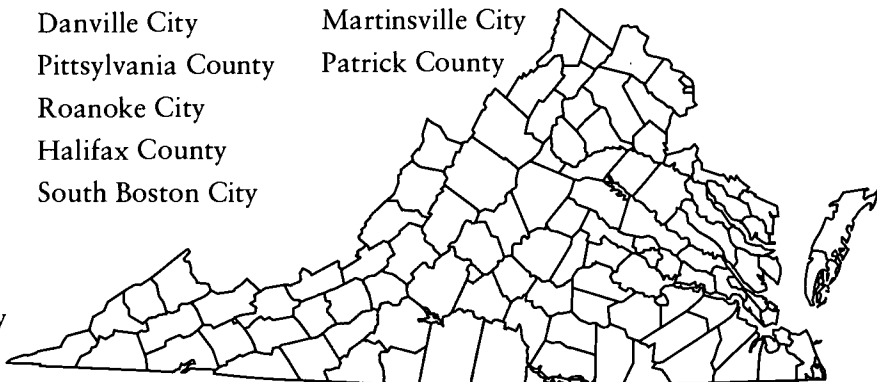 Danville City
Pittsylvania County
Roanoke City
Halifax County
South Boston City
Martinsville City
Patrick County